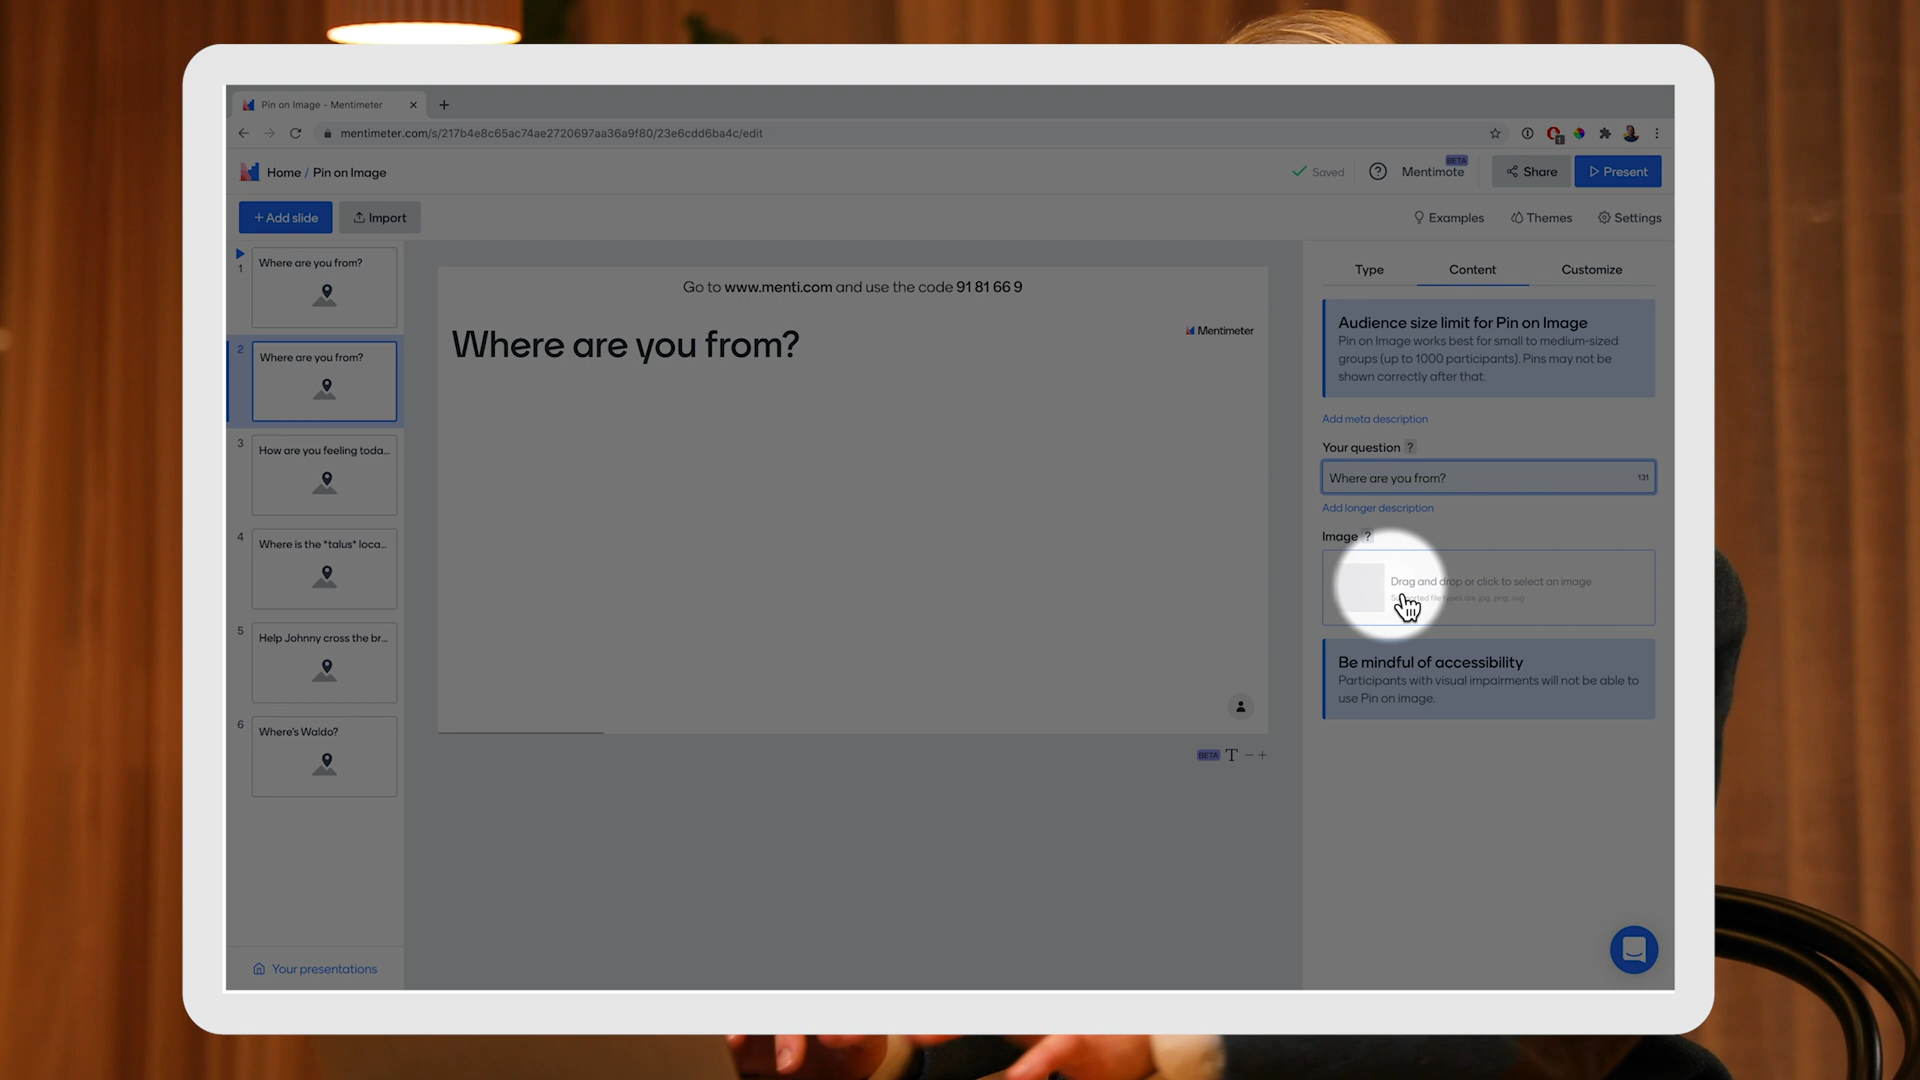 Pin on Image - Mentimeter
mentimeter.com/s/217b4e8c65ac74ae2720697aa36a9f80/23e6cdd6ba4c/edit
1
Home / Pin on Image
Saved
?
Mentimote
BETA
Share
Present
+ Add slide
Import
Examples
Themes
Settings
1
Where are you from?
2
Where are you from?
3
How are you feeling toda...
4
Where is the *talus* loca...
5
Help Johnny cross the br...
6
Where's Waldo?
Your presentations
Go to www.menti.com and use the code 91 81 66 9
Mentimeter
Where are you from?
BETA T − +
Type
Content
Customize
Audience size limit for Pin on Image
Pin on Image works best for small to medium-sized
groups (up to 1000 participants). Pins may not be
shown correctly after that.
Add meta description
Your question ?
Where are you from?
131
Add longer description
Image ?
Drag and drop or click to select an image
file types are jpg, png, svg
Be mindful of accessibility
Participants with visual impairments will not be able to
use Pin on image.